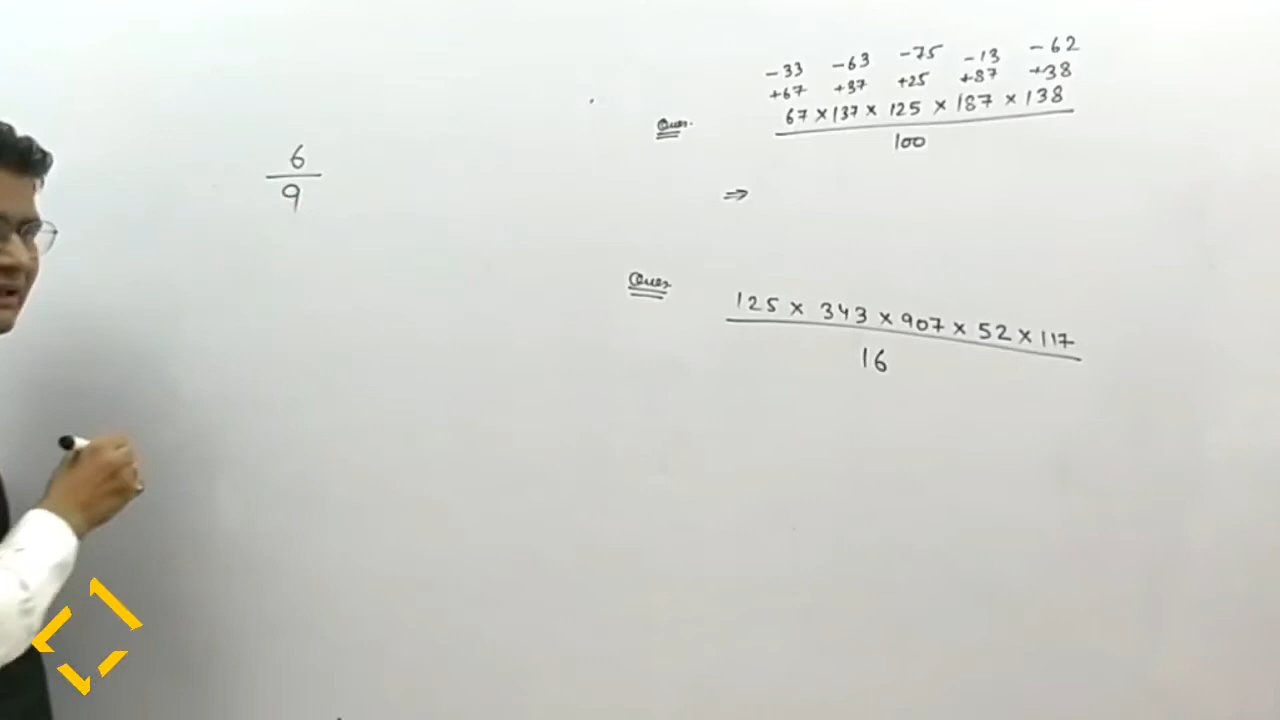 6
9
-33 -63 -75 -13 -62
+67 +37 +25 +87 +38
Ques. 67 × 137 × 125 × 187 × 138
100
⇒
Ques 125 × 343 × 907 × 52 × 117
16